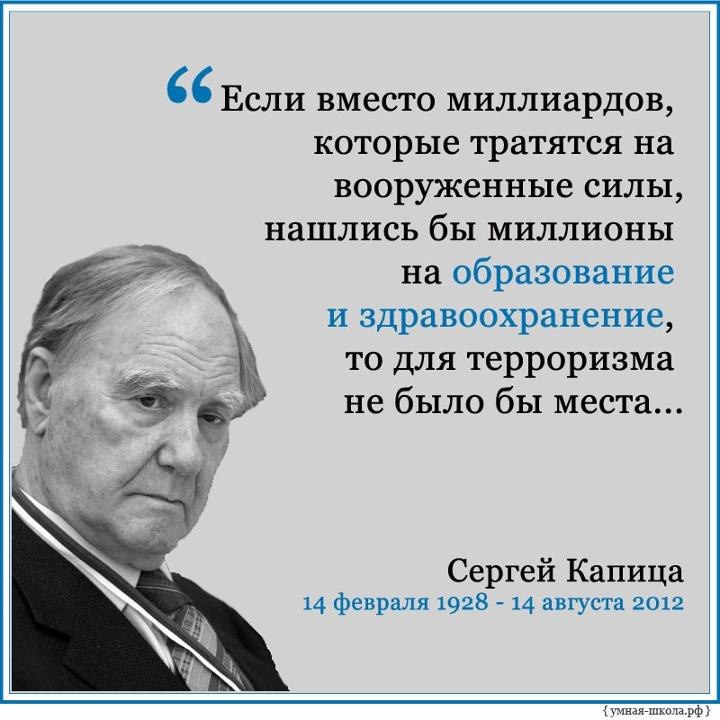 “Если вместо миллиардов,
которые тратятся на
вооруженные силы,
нашлись бы миллионы
на образование
и здравоохранение,
то для терроризма
не было бы места...
Сергей Капица
14 февраля 1928 - 14 августа 2012
{ умная-школа.рф }